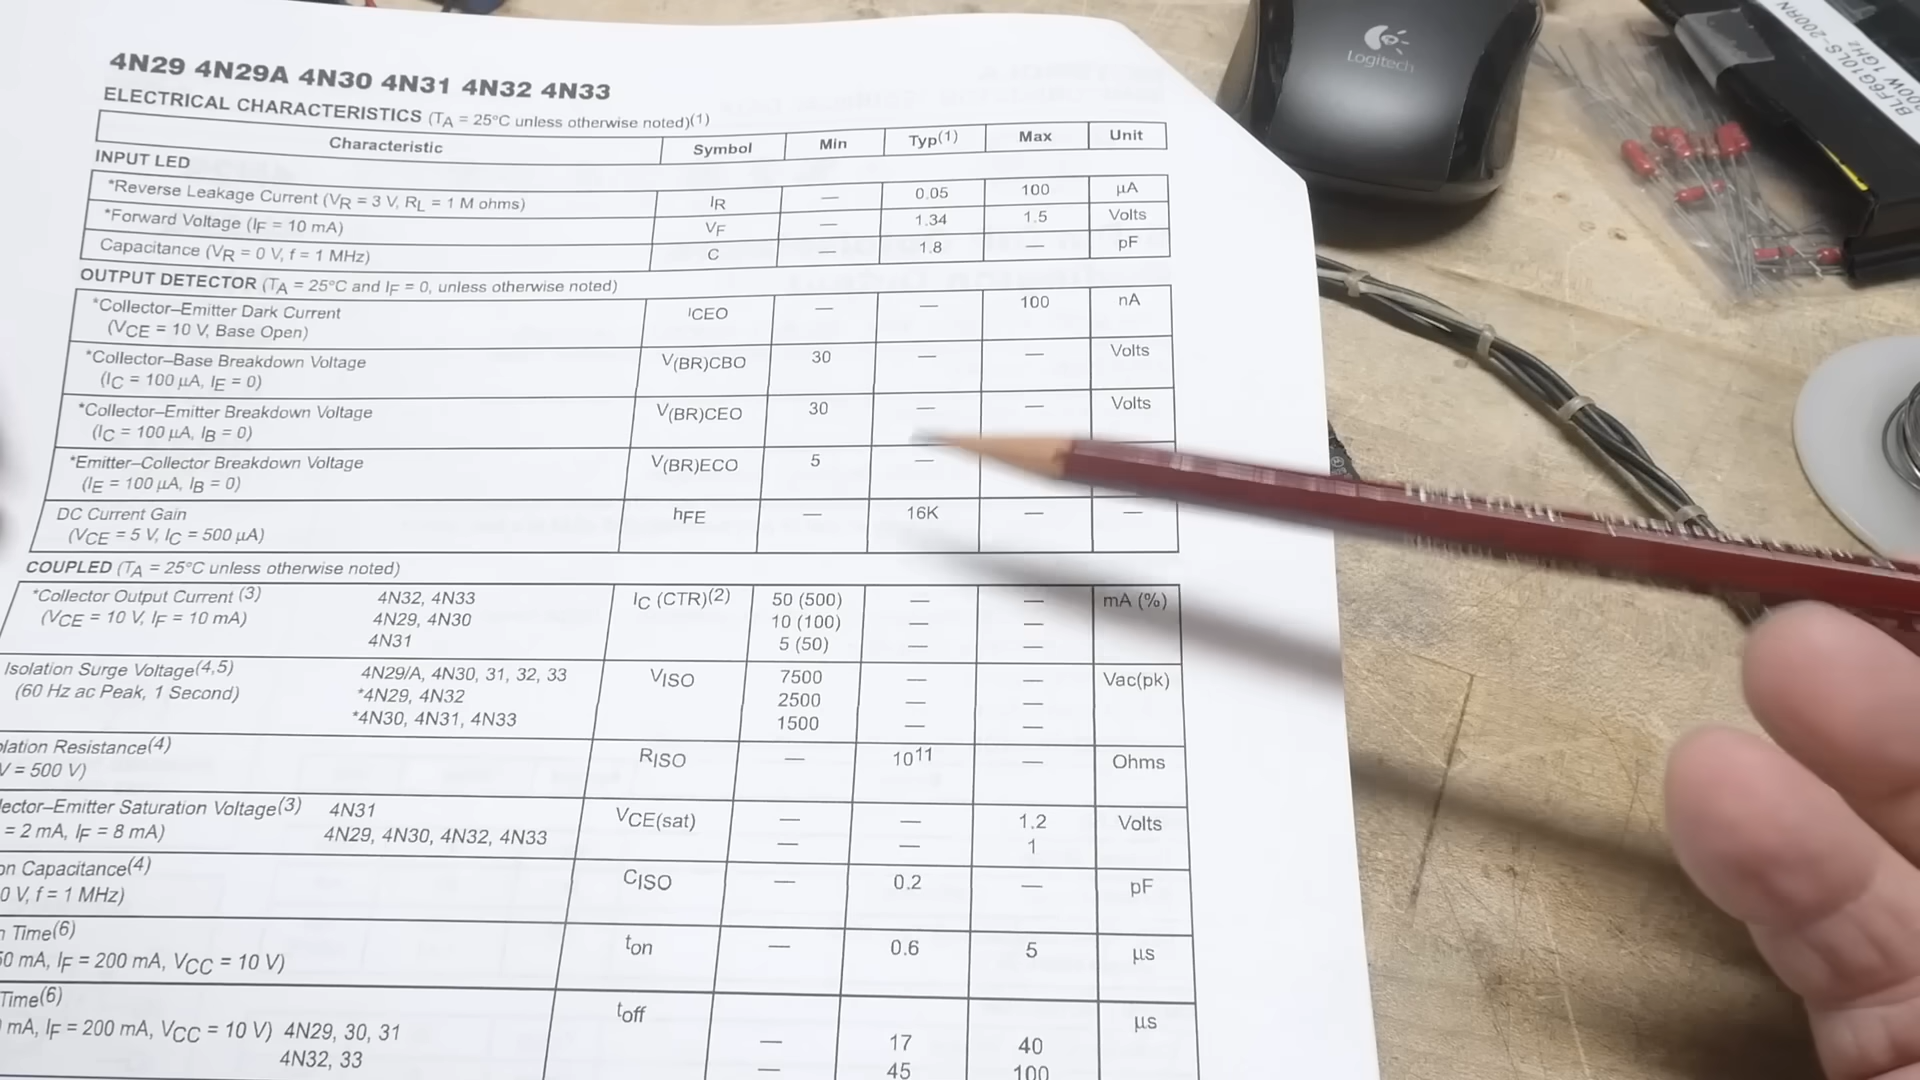 4N29 4N29A 4N30 4N31 4N32 4N33
ELECTRICAL CHARACTERISTICS (TA = 25°C unless otherwise noted)(1)
Characteristic Symbol Min Typ(1) Max Unit
INPUT LED
*Reverse Leakage Current (VR = 3 V, RL = 1 M ohms) IR — 0.05 100 μA
*Forward Voltage (IF = 10 mA) VF — 1.34 1.5 Volts
Capacitance (VR = 0 V, f = 1 MHz) C — 1.8 — pF
OUTPUT DETECTOR (TA = 25°C and IF = 0, unless otherwise noted)
*Collector–Emitter Dark Current ICEO — — 100 nA
(VCE = 10 V, Base Open)
*Collector–Base Breakdown Voltage V(BR)CBO 30 — — Volts
(IC = 100 μA, IE = 0)
*Collector–Emitter Breakdown Voltage V(BR)CEO 30 — — Volts
(IC = 100 μA, IB = 0)
*Emitter–Collector Breakdown Voltage V(BR)ECO 5 —
(IE = 100 μA, IB = 0)
DC Current Gain hFE — 16K — —
(VCE = 5 V, IC = 500 μA)
COUPLED (TA = 25°C unless otherwise noted)
*Collector Output Current (3) 4N32, 4N33 IC (CTR)(2) 50 (500) — — mA (%)
(VCE = 10 V, IF = 10 mA) 4N29, 4N30 10 (100) — —
4N31 5 (50) — —
Isolation Surge Voltage(4,5) 4N29/A, 4N30, 31, 32, 33 VISO 7500 — — Vac(pk)
(60 Hz ac Peak, 1 Second) *4N29, 4N32 2500 — —
*4N30, 4N31, 4N33 1500 — —
olation Resistance(4) RISO — 10¹¹ — Ohms
V = 500 V)
lector–Emitter Saturation Voltage(3) 4N31 VCE(sat) — — 1.2 Volts
= 2 mA, IF = 8 mA) 4N29, 4N30, 4N32, 4N33 — — 1
on Capacitance(4) CISO — 0.2 — pF
0 V, f = 1 MHz)
n Time(6) ton — 0.6 5 μs
50 mA, IF = 200 mA, VCC = 10 V)
Time(6) toff μs
mA, IF = 200 mA, VCC = 10 V) 4N29, 30, 31 — 17 40
4N32, 33 — 45 100
Logitech
BLF6G10LS-200RN
200W 1GHz